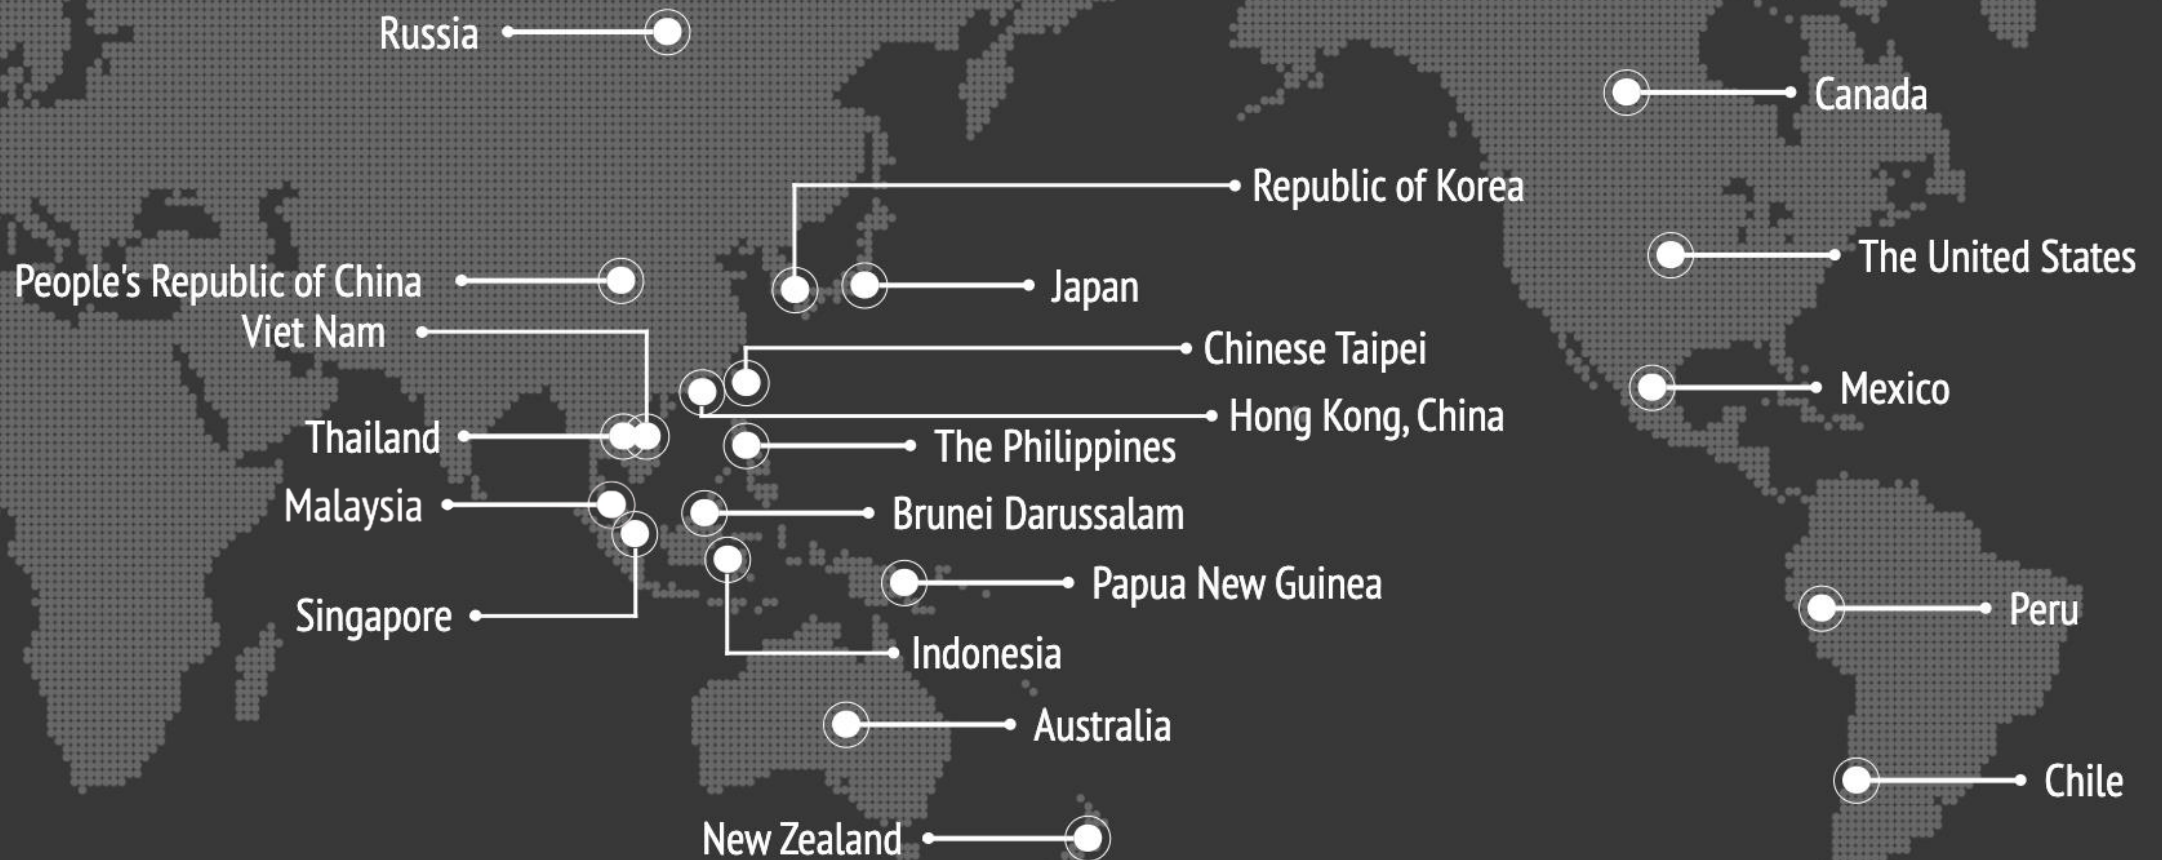 Russia
Canada
Republic of Korea
The United States
People's Republic of China
Japan
Viet Nam
Chinese Taipei
Mexico
Hong Kong, China
Thailand
The Philippines
Malaysia
Brunei Darussalam
Papua New Guinea
Peru
Singapore
Indonesia
Australia
Chile
New Zealand